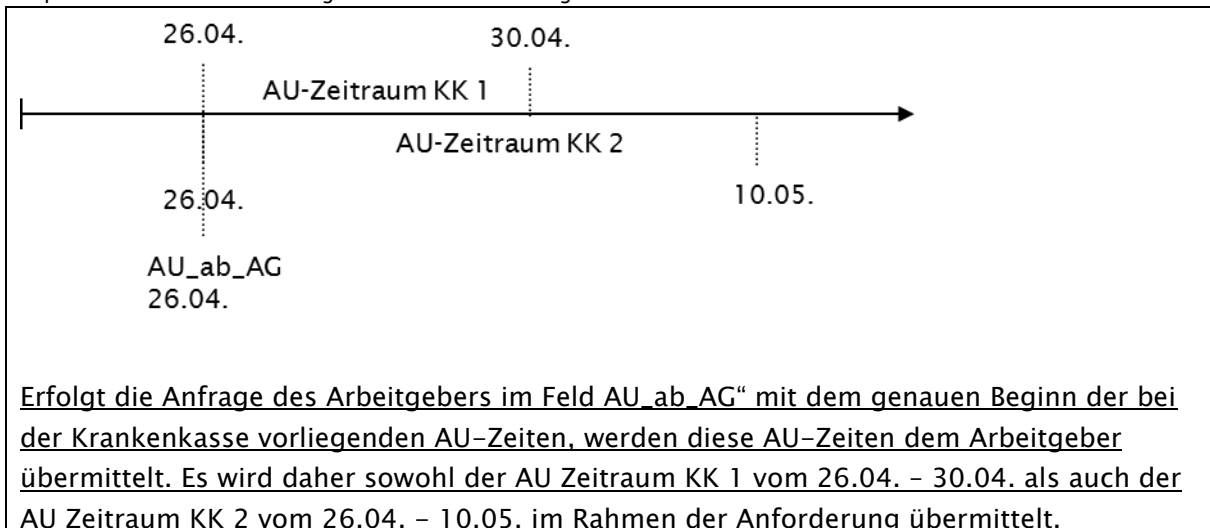 26.04.
30.04.
AU-Zeitraum KK 1
AU-Zeitraum KK 2
26.04.
10.05.
AU_ab_AG
26.04.
Erfolgt die Anfrage des Arbeitgebers im Feld AU_ab_AG“ mit dem genauen Beginn der bei
der Krankenkasse vorliegenden AU-Zeiten, werden diese AU-Zeiten dem Arbeitgeber
übermittelt. Es wird daher sowohl der AU Zeitraum KK 1 vom 26.04. – 30.04. als auch der
AU Zeitraum KK 2 vom 26.04. – 10.05. im Rahmen der Anforderung übermittelt.